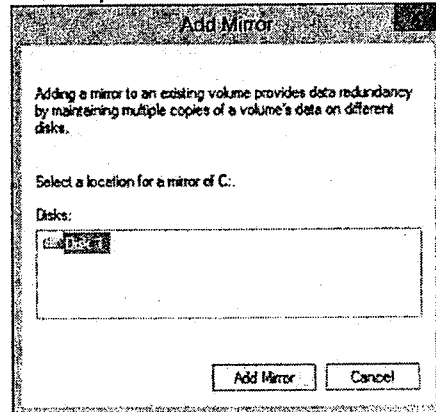 Add Mirror
Adding a mirror to an existing volume provides data redundancy
by maintaining multiple copies of a volume's data on different
disks.
Select a location for a mirror of C:.
Disks:
Disk 1
Add Mirror
Cancel